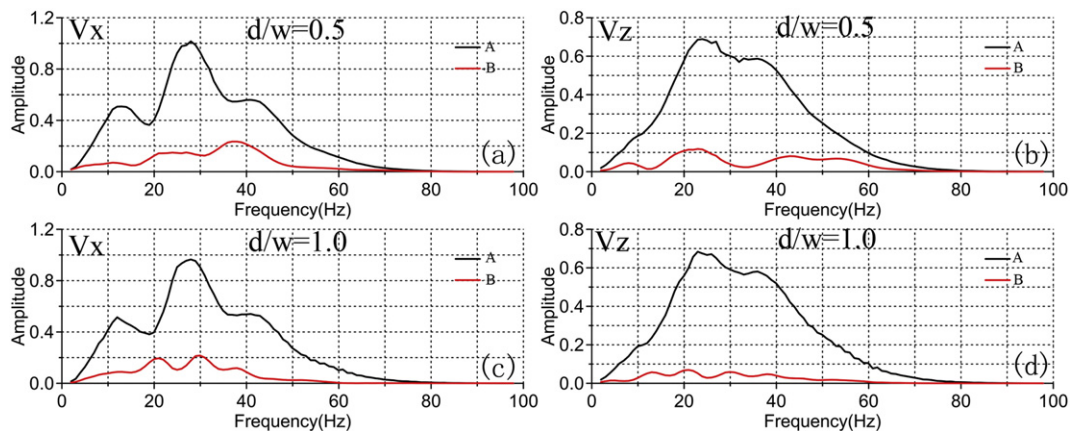 Vx d/w=0.5
Amplitude
1.2
0.8
0.4
0.0
A
B
(a)
0 20 40 60 80 100
Frequency(Hz)
Vz d/w=0.5
Amplitude
0.8
0.6
0.4
0.2
0.0
A
B
(b)
0 20 40 60 80 100
Frequency(Hz)
Vx d/w=1.0
Amplitude
1.2
0.8
0.4
0.0
A
B
(c)
0 20 40 60 80 100
Frequency(Hz)
Vz d/w=1.0
Amplitude
0.8
0.6
0.4
0.2
0.0
A
B
(d)
0 20 40 60 80 100
Frequency(Hz)